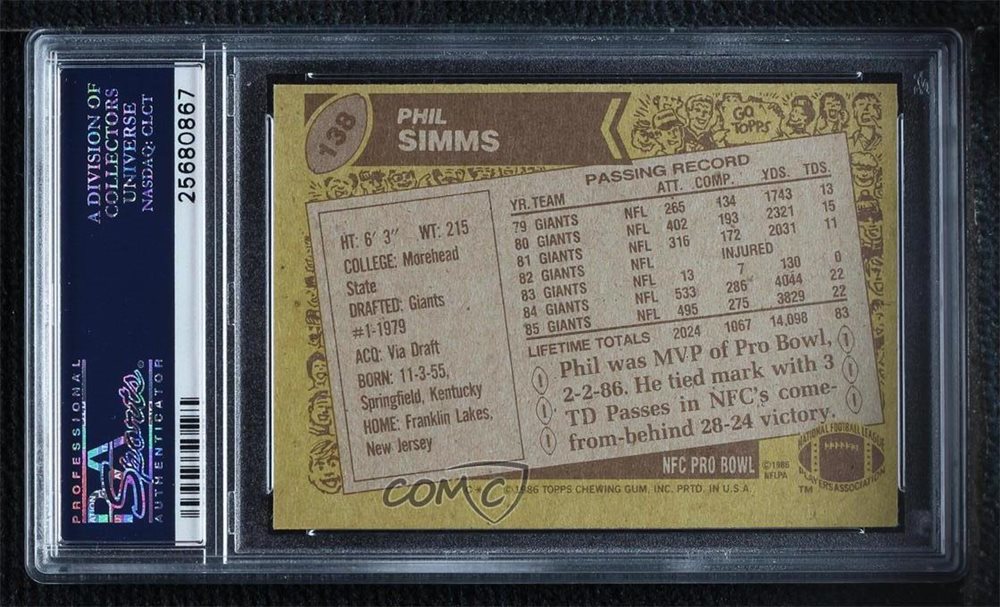 A DIVISION OF
COLLECTORS
UNIVERSE
NASDAQ: CLCT
25680867
PROFESSIONAL
PSA
Sports
AUTHENTICATOR
138
PHIL
SIMMS
GO
TOPPS
HT: 6' 3" WT: 215
COLLEGE: Morehead
State
DRAFTED: Giants
#1-1979
ACQ: Via Draft
BORN: 11-3-55,
Springfield, Kentucky
HOME: Franklin Lakes,
New Jersey
PASSING RECORD
YR. TEAM ATT. COMP. YDS. TDS.
79 GIANTS NFL 265 134 1743 13
80 GIANTS NFL 402 193 2321 15
81 GIANTS NFL 316 172 2031 11
82 GIANTS NFL INJURED
83 GIANTS NFL 13 7 130 0
84 GIANTS NFL 533 286 4044 22
85 GIANTS NFL 495 275 3829 22
LIFETIME TOTALS 2024 1067 14,098 83
Phil was MVP of Pro Bowl,
2-2-86. He tied mark with 3
TD Passes in NFC's come-
from-behind 28-24 victory.
NFC PRO BOWL
©1986
NFLPA
NATIONAL FOOTBALL LEAGUE
PLAYERS ASSOCIATION
TM
©1986 TOPPS CHEWING GUM, INC. PRTD. IN U.S.A.
COMC